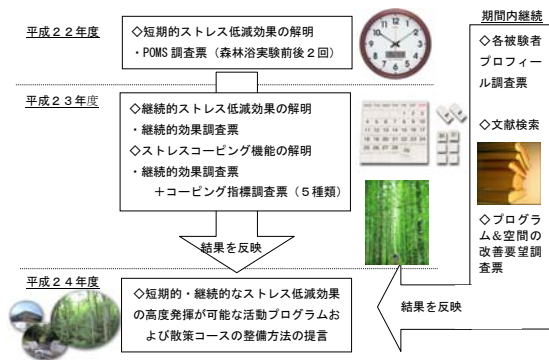 平成22年度
◇短期的ストレス低減効果の解明
・POMS調査票（森林浴実験前後2回）
平成23年度
◇継続的ストレス低減効果の解明
・継続的効果調査票
◇ストレスコーピング機能の解明
・継続的効果調査票
＋コーピング指標調査票（5種類）
結果を反映
平成24年度
◇短期的・継続的なストレス低減効果
の高度発揮が可能な活動プログラムお
よび散策コースの整備方法の提言
期間内継続
◇各被験者
プロフィー
ル調査票
◇文献検索
◇プログラ
ム&空間の
改善要望調
査票
結果を反映